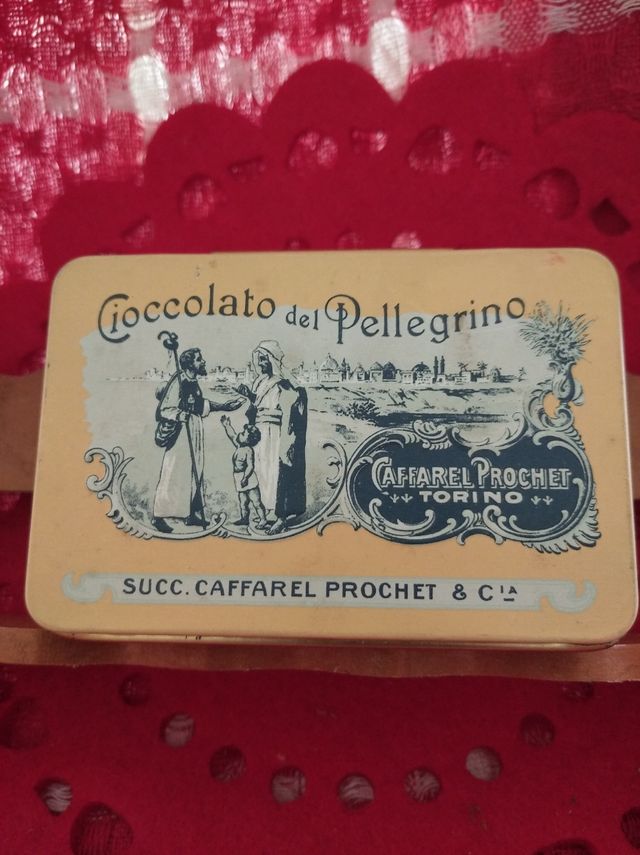 Cioccolato del Pellegrino
CAFFAREL PROCHET
TORINO
SUCC. CAFFAREL PROCHET & Cᴵᴬ